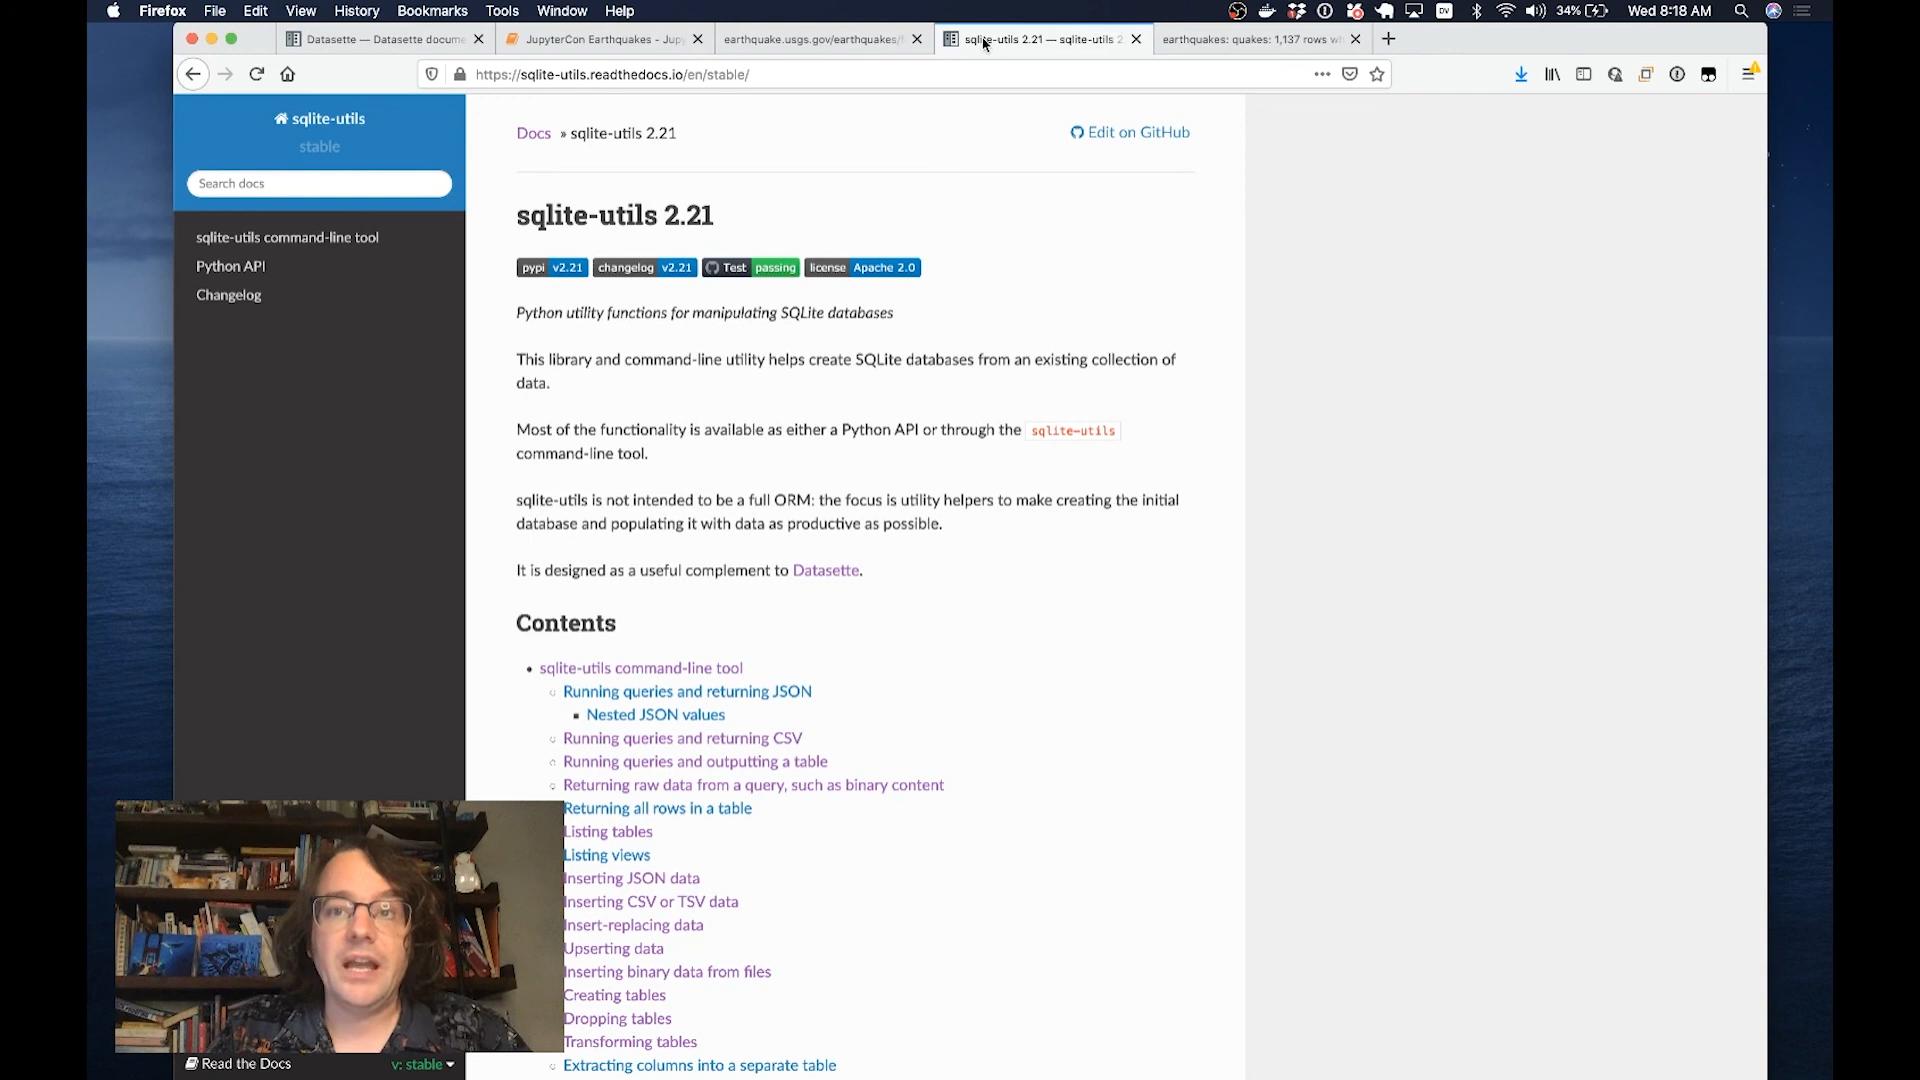 Firefox File Edit View History Bookmarks Tools Window Help
34% Wed 8:18 AM
Datasette — Datasette docume
JupyterCon Earthquakes - Jupy
earthquake.usgs.gov/earthquakes/f
sqlite-utils 2.21 — sqlite-utils 2
earthquakes: quakes: 1,137 rows wh
https://sqlite-utils.readthedocs.io/en/stable/
sqlite-utils
stable
Search docs
sqlite-utils command-line tool
Python API
Changelog
Docs » sqlite-utils 2.21
Edit on GitHub
sqlite-utils 2.21
pypi v2.21 changelog v2.21 Test passing license Apache 2.0
Python utility functions for manipulating SQLite databases
This library and command-line utility helps create SQLite databases from an existing collection of
data.
Most of the functionality is available as either a Python API or through the sqlite-utils
command-line tool.
sqlite-utils is not intended to be a full ORM: the focus is utility helpers to make creating the initial
database and populating it with data as productive as possible.
It is designed as a useful complement to Datasette.
Contents
sqlite-utils command-line tool
Running queries and returning JSON
Nested JSON values
Running queries and returning CSV
Running queries and outputting a table
Returning raw data from a query, such as binary content
Returning all rows in a table
Listing tables
Listing views
Inserting JSON data
Inserting CSV or TSV data
Insert-replacing data
Upserting data
Inserting binary data from files
Creating tables
Dropping tables
Transforming tables
Extracting columns into a separate table
Read the Docs
v: stable